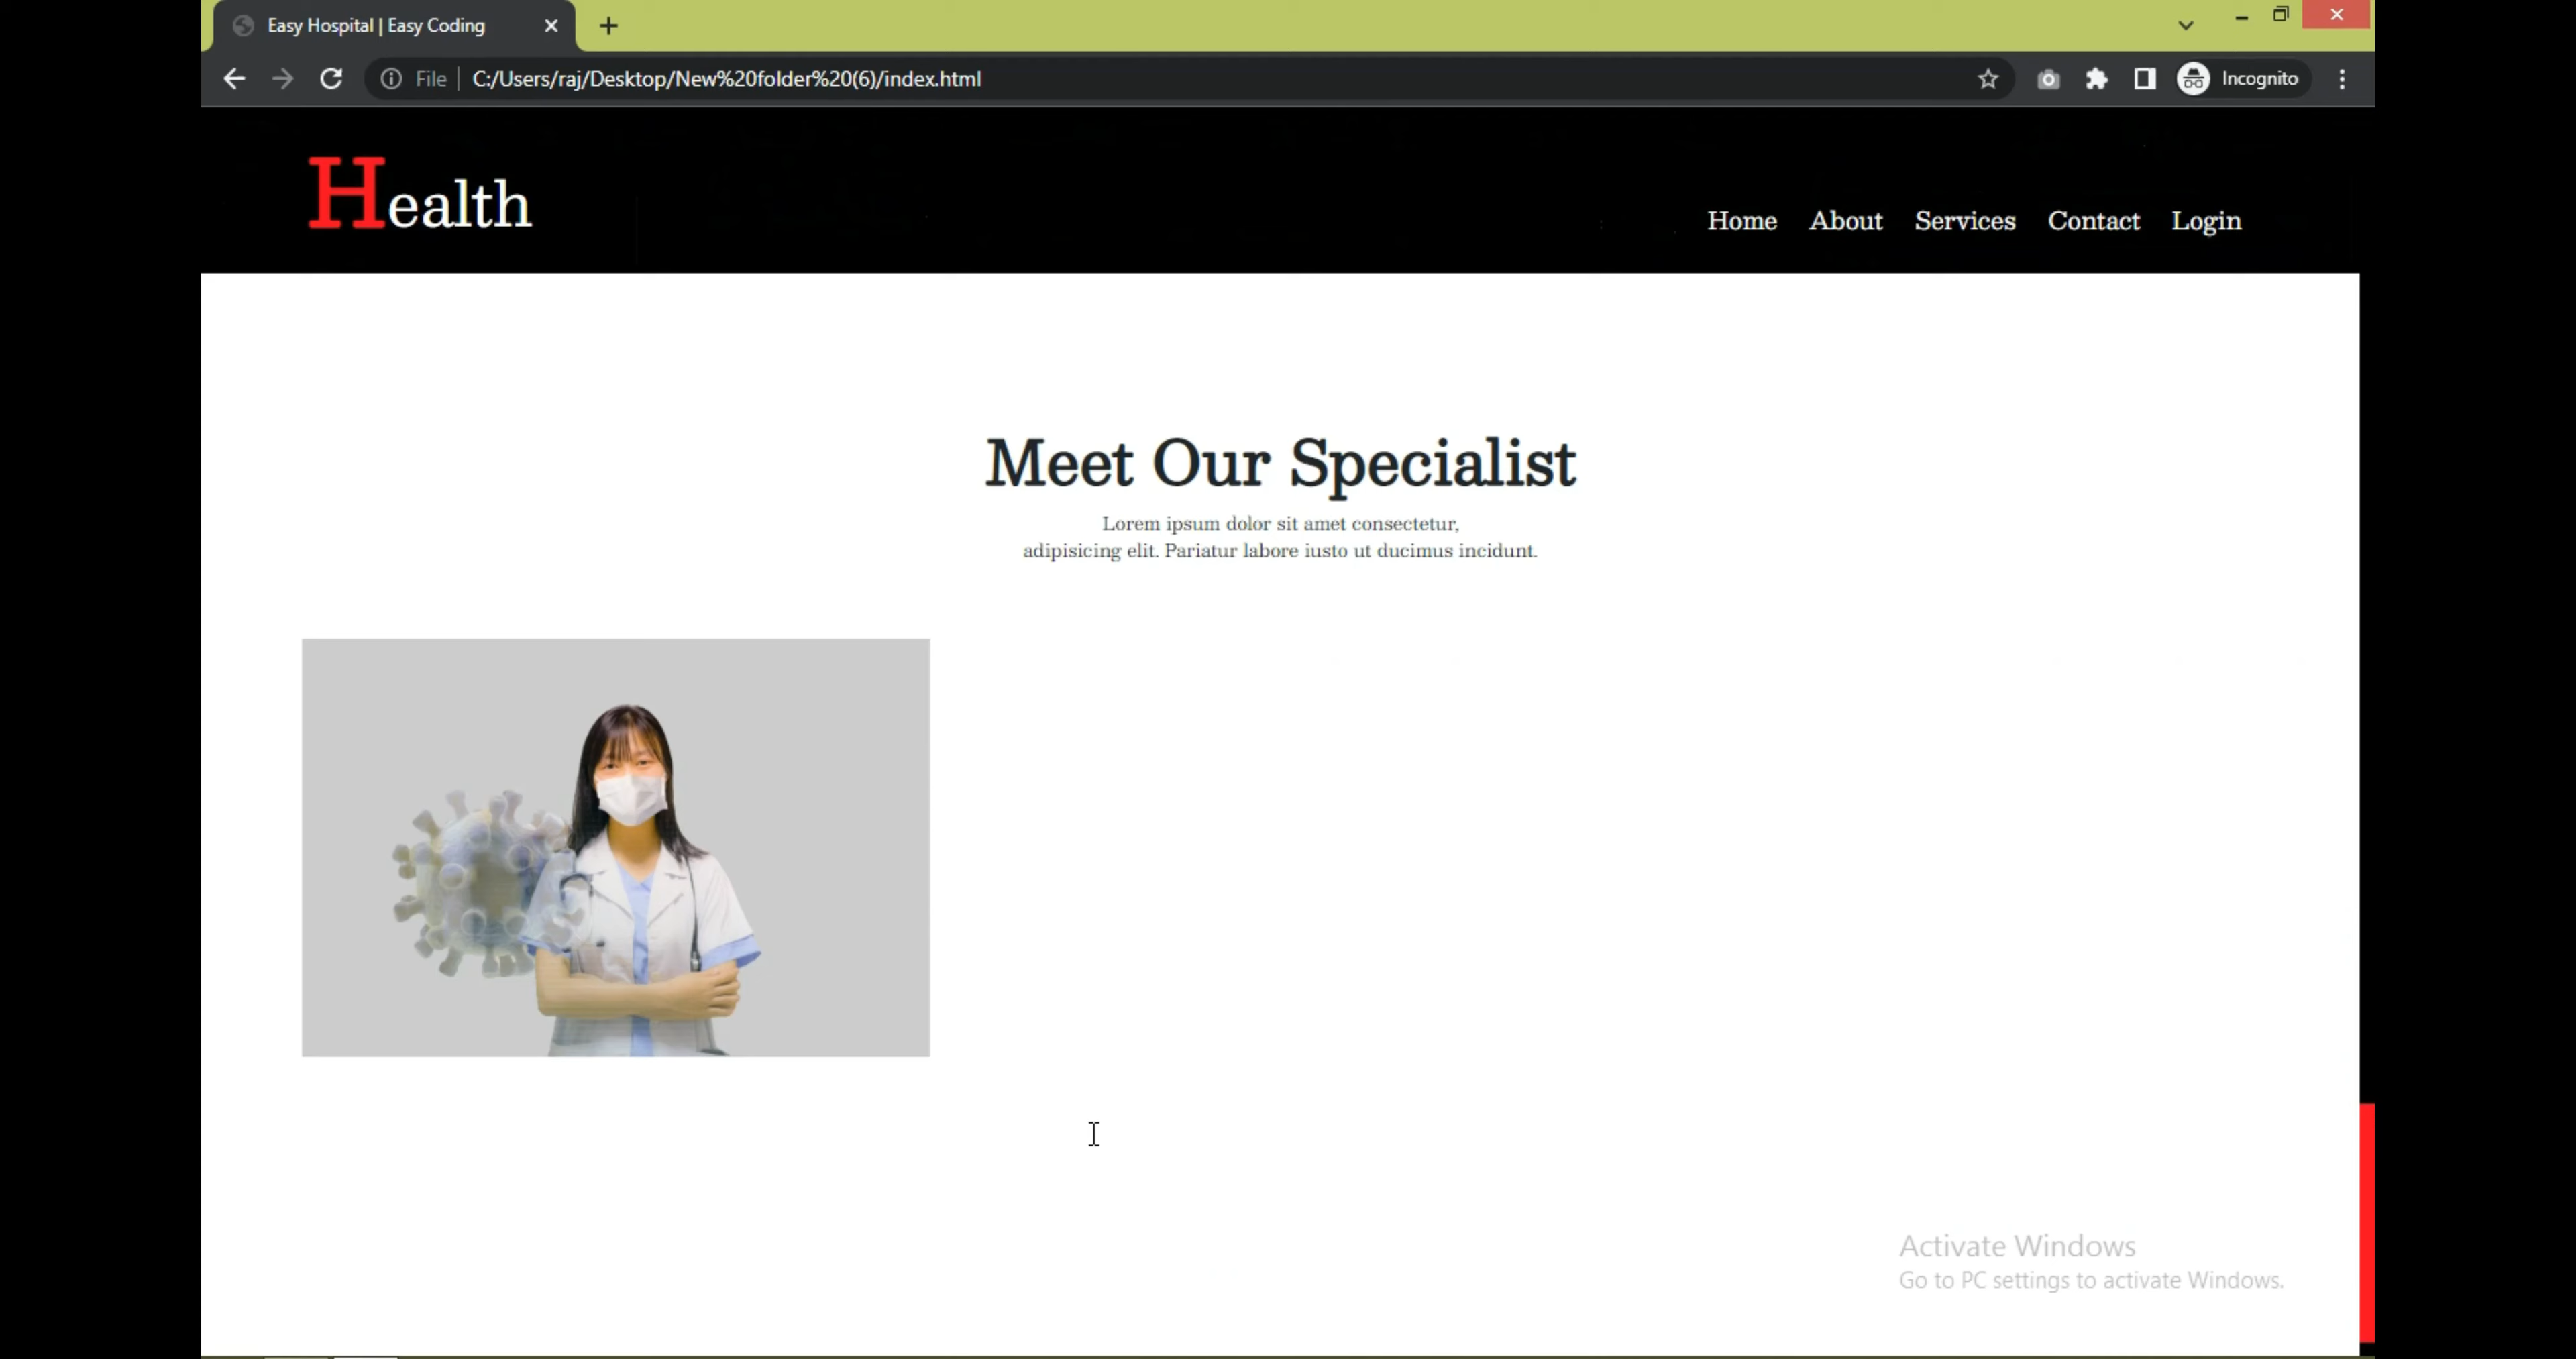 Easy Hospital | Easy Coding
File C:/Users/raj/Desktop/New%20folder%20(6)/index.html
Incognito
Health
Home About Services Contact Login
Meet Our Specialist
Lorem ipsum dolor sit amet consectetur,
adipisicing elit. Pariatur labore iusto ut ducimus incidunt.
Activate Windows
Go to PC settings to activate Windows.